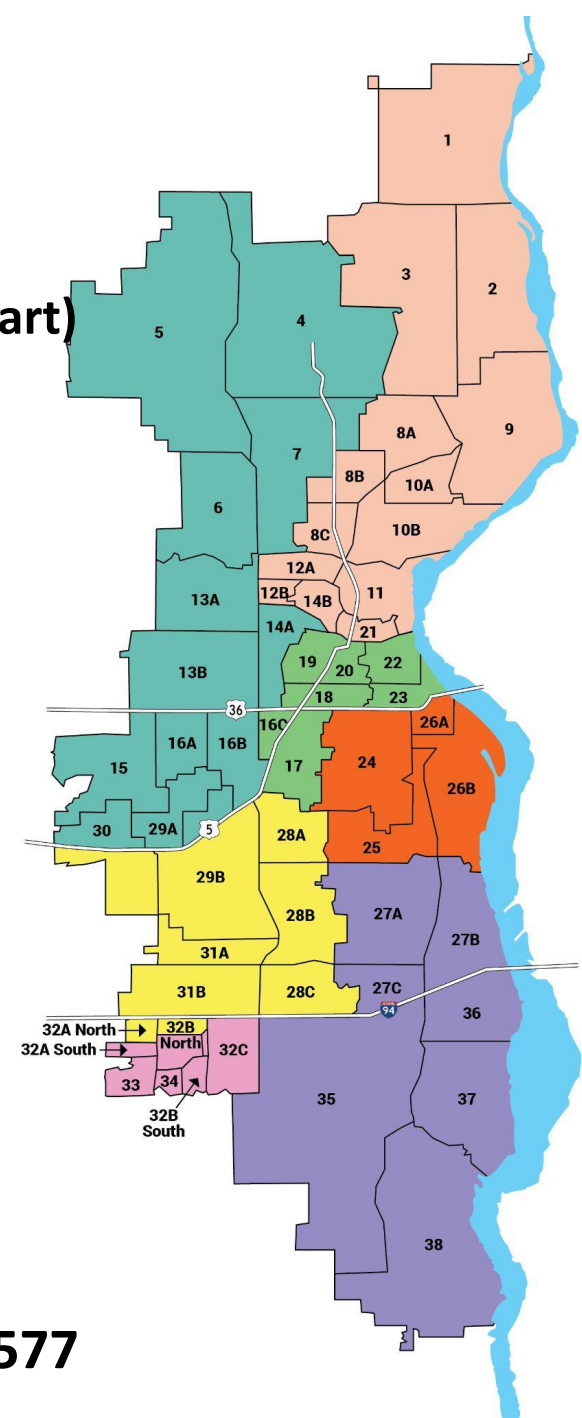 1
3
2
art)
5
4
7
8A
9
8B
10A
6
8C
10B
12A
13A
12B
14B
11
14A
21
19
20
22
13B
18
23
36
16C
26A
15
16A
16B
17
24
26B
30
29A
5
28A
25
29B
28B
27A
27B
31A
31B
28C
27C
94
36
32A North
32B
North
32A South
32C
33
34
32B
South
35
37
38
577